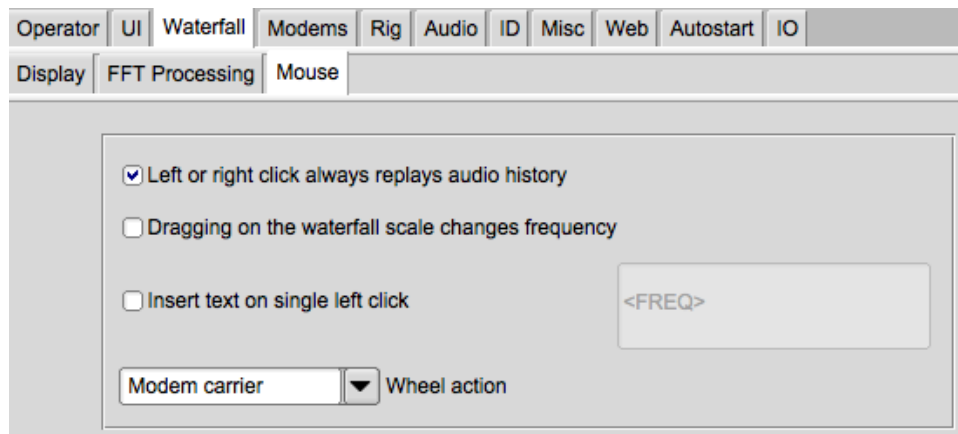 Operator UI Waterfall Modems Rig Audio ID Misc Web Autostart IO
Display FFT Processing Mouse
Left or right click always replays audio history
Dragging on the waterfall scale changes frequency
Insert text on single left click <FREQ>
Modem carrier Wheel action